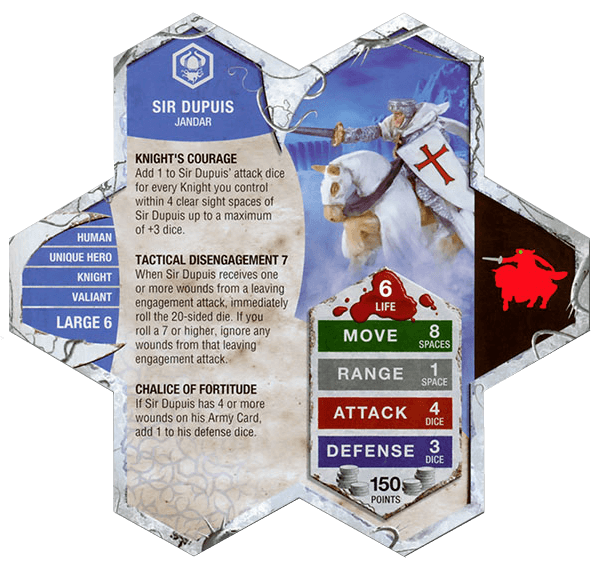 SIR DUPUIS
JANDAR
KNIGHT'S COURAGE
Add 1 to Sir Dupuis' attack dice
for every Knight you control
within 4 clear sight spaces of
Sir Dupuis up to a maximum
of +3 dice.
TACTICAL DISENGAGEMENT 7
When Sir Dupuis receives one
or more wounds from a leaving
engagement attack, immediately
roll the 20-sided die. If you
roll a 7 or higher, ignore any
wounds from that leaving
engagement attack.
CHALICE OF FORTITUDE
If Sir Dupuis has 4 or more
wounds on his Army Card,
add 1 to his defense dice.
HUMAN
UNIQUE HERO
KNIGHT
VALIANT
LARGE 6
6
LIFE
MOVE 8
SPACES
RANGE 1
SPACE
ATTACK 4
DICE
DEFENSE 3
DICE
150
POINTS